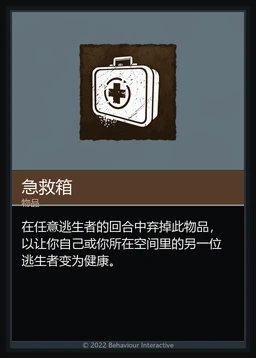 急救箱
物品
在任意逃生者的回合中弃掉此物品，
以让你自己或你所在空间里的另一位
逃生者变为健康。
© 2022 Behaviour Interactive